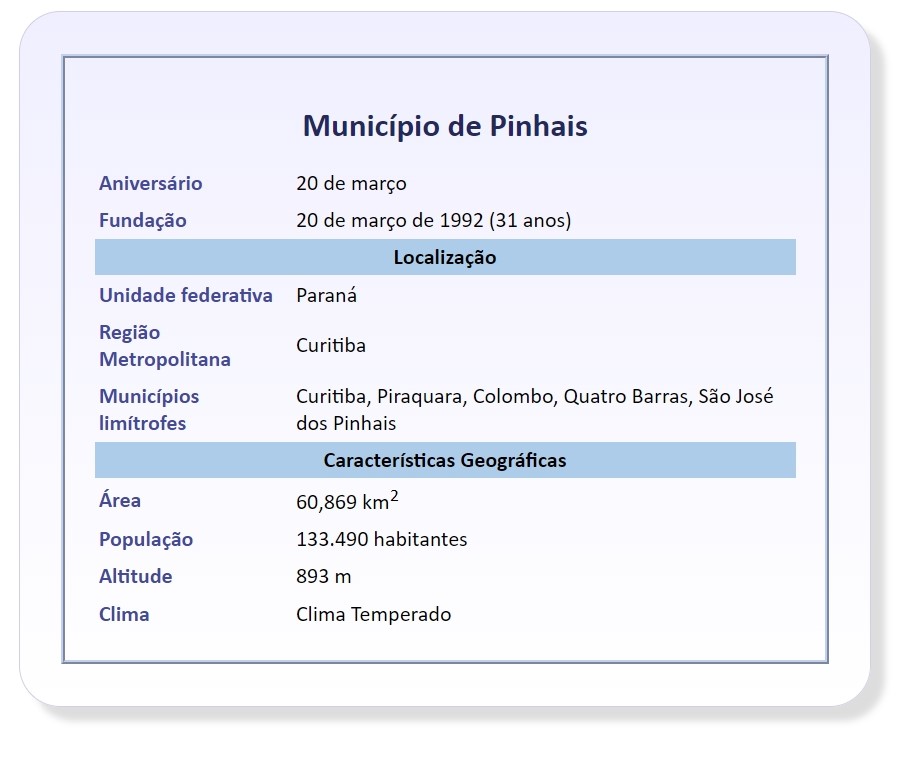 Município de Pinhais
Aniversário 20 de março
Fundação 20 de março de 1992 (31 anos)
Localização
Unidade federativa Paraná
Região
Metropolitana Curitiba
Municípios limítrofes Curitiba, Piraquara, Colombo, Quatro Barras, São José
dos Pinhais
Características Geográficas
Área 60,869 km²
População 133.490 habitantes
Altitude 893 m
Clima Clima Temperado